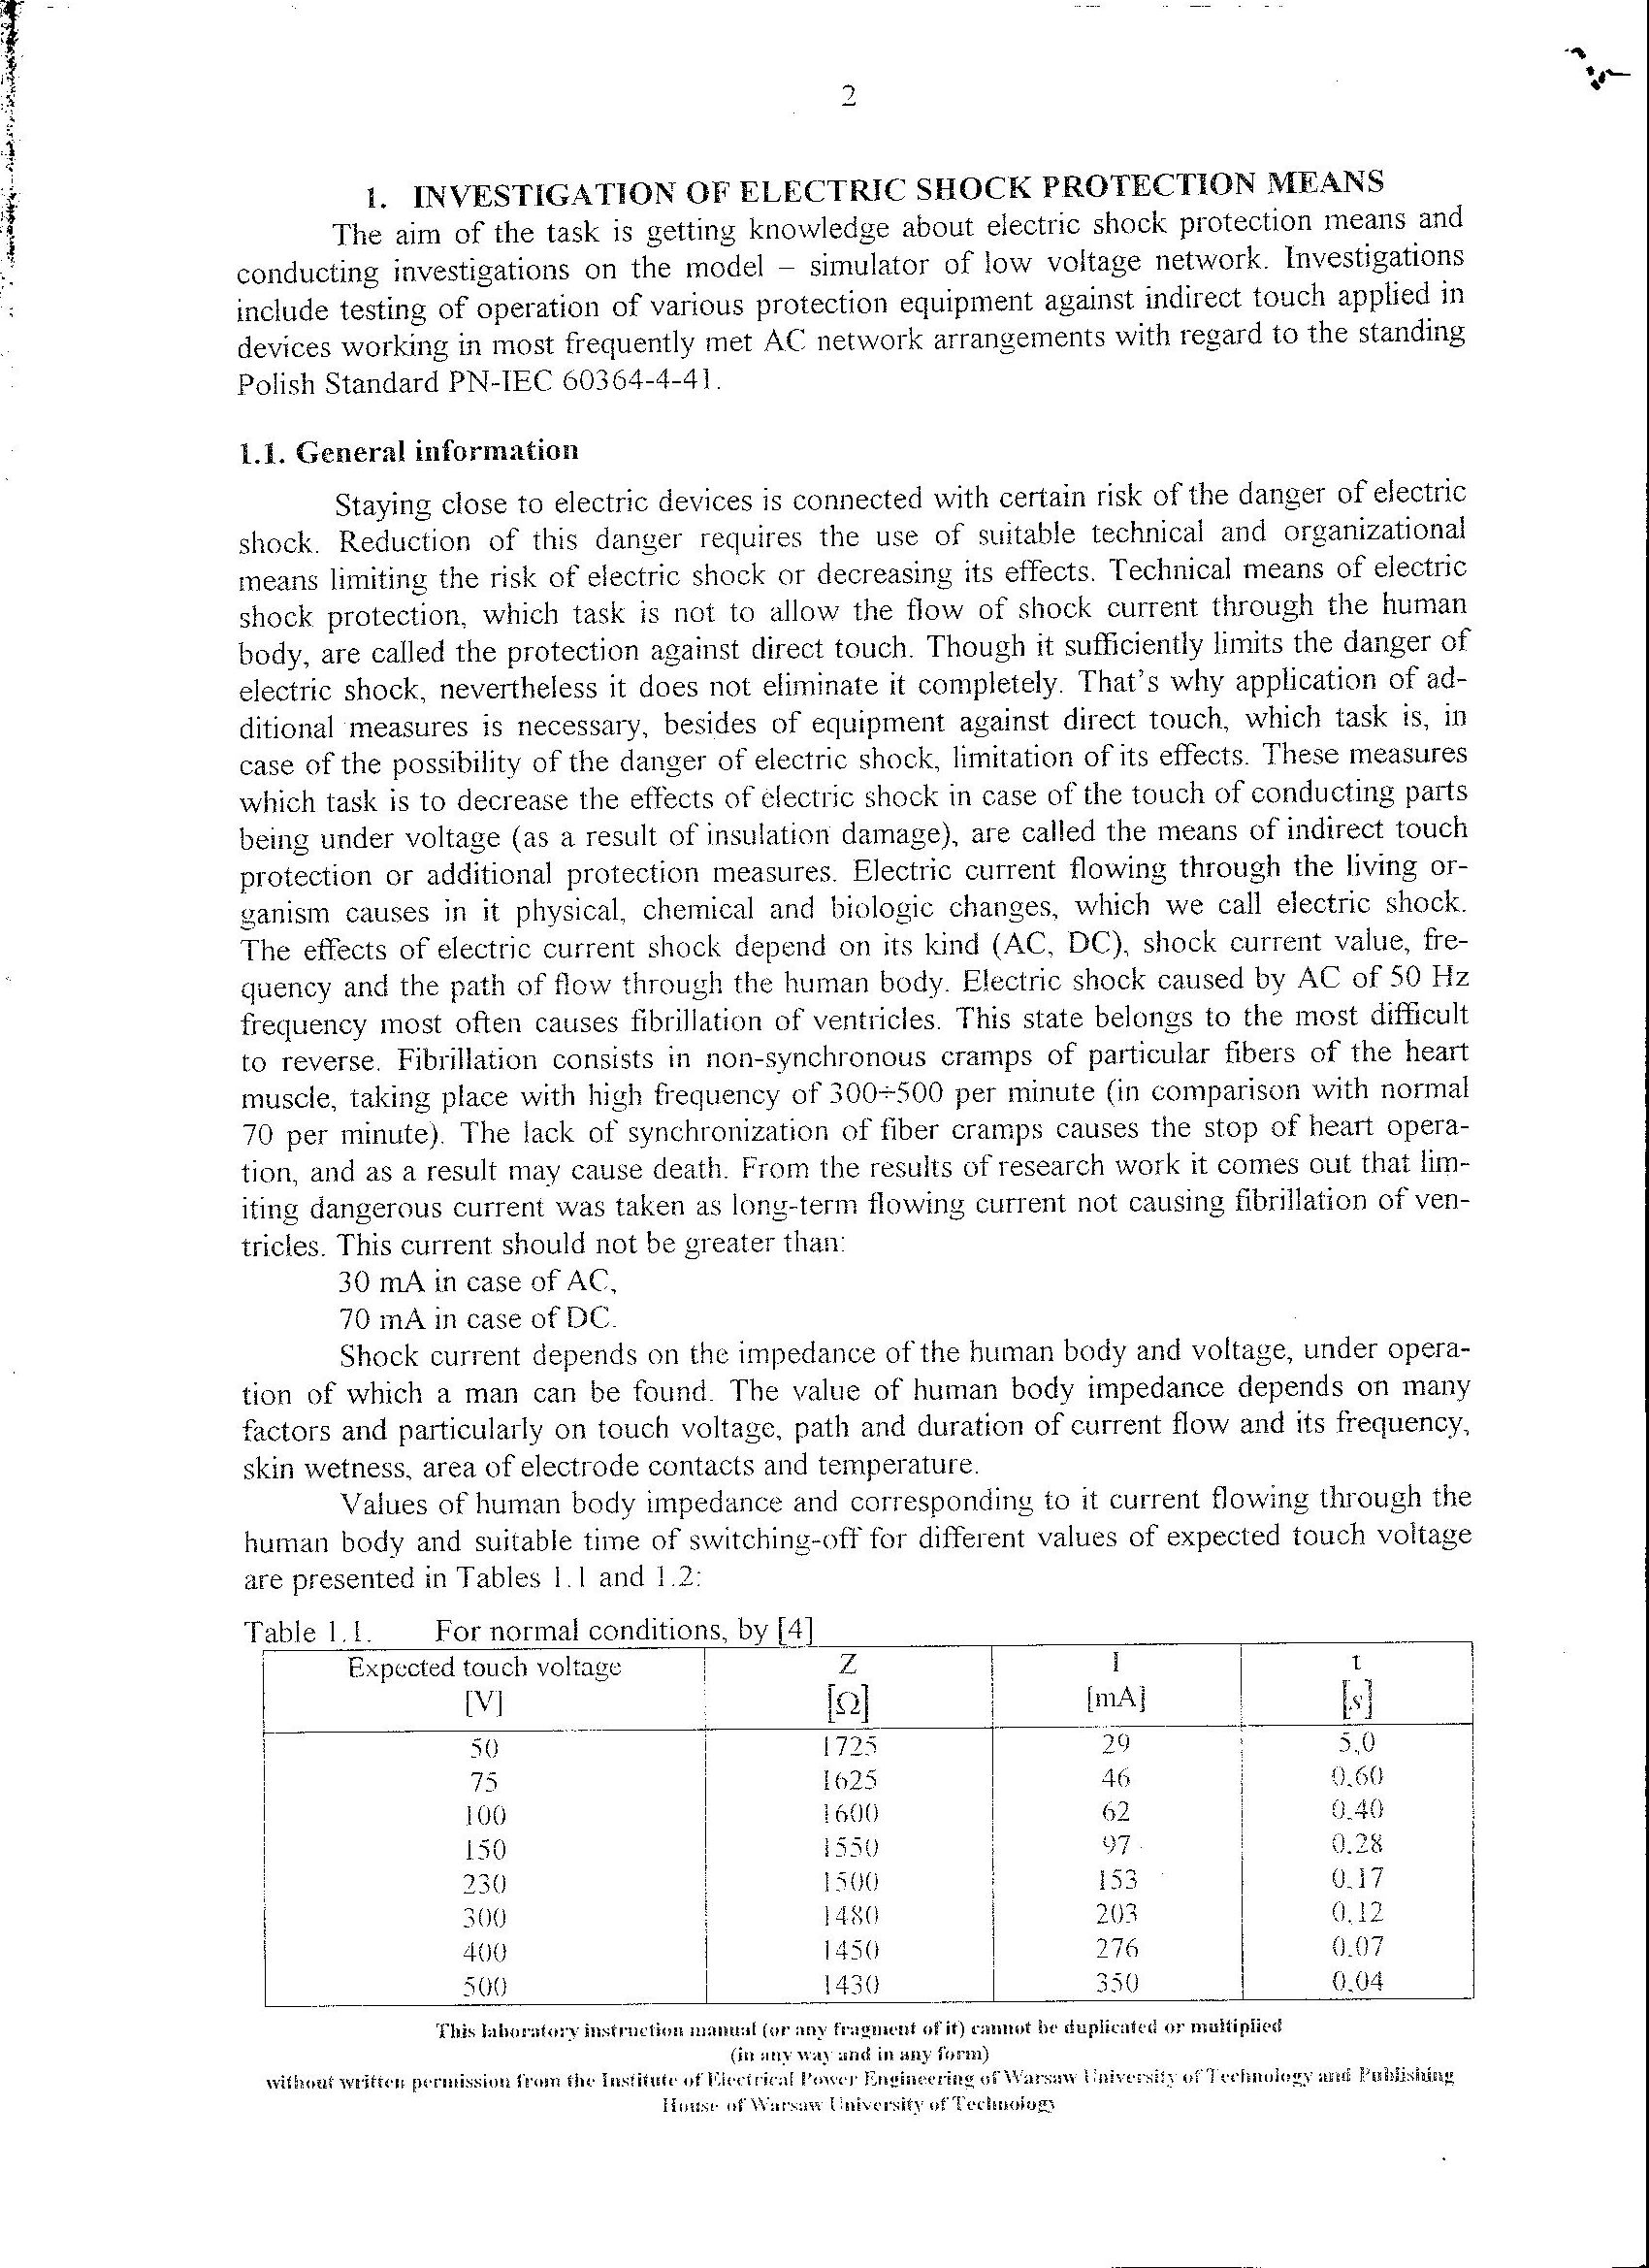 2
1. INVESTIGATION OF ELECTRIC SHOCK PROTECTION MEANS
The aim of the task is getting knowledge about electric shock protection means and
conducting investigations on the model – simulator of low voltage network. Investigations
include testing of operation of various protection equipment against indirect touch applied in
devices working in most frequently met AC network arrangements with regard to the standing
Polish Standard PN-IEC 60364-4-41.
1.1. General information
Staying close to electric devices is connected with certain risk of the danger of electric
shock. Reduction of this danger requires the use of suitable technical and organizational
means limiting the risk of electric shock or decreasing its effects. Technical means of electric
shock protection, which task is not to allow the flow of shock current through the human
body, are called the protection against direct touch. Though it sufficiently limits the danger of
electric shock, nevertheless it does not eliminate it completely. That's why application of ad-
ditional measures is necessary, besides of equipment against direct touch, which task is, in
case of the possibility of the danger of electric shock, limitation of its effects. These measures
which task is to decrease the effects of electric shock in case of the touch of conducting parts
being under voltage (as a result of insulation damage), are called the means of indirect touch
protection or additional protection measures. Electric current flowing through the living or-
ganism causes in it physical, chemical and biologic changes, which we call electric shock.
The effects of electric current shock depend on its kind (AC, DC), shock current value, fre-
quency and the path of flow through the human body. Electric shock caused by AC of 50 Hz
frequency most often causes fibrillation of ventricles. This state belongs to the most difficult
to reverse. Fibrillation consists in non-synchronous cramps of particular fibers of the heart
muscle, taking place with high frequency of 300÷500 per minute (in comparison with normal
70 per minute). The lack of synchronization of fiber cramps causes the stop of heart opera-
tion, and as a result may cause death. From the results of research work it comes out that lim-
iting dangerous current was taken as long-term flowing current not causing fibrillation of ven-
tricles. This current should not be greater than:
30 mA in case of AC,
70 mA in case of DC.
Shock current depends on the impedance of the human body and voltage, under opera-
tion of which a man can be found. The value of human body impedance depends on many
factors and particularly on touch voltage, path and duration of current flow and its frequency,
skin wetness, area of electrode contacts and temperature.
Values of human body impedance and corresponding to it current flowing through the
human body and suitable time of switching-off for different values of expected touch voltage
are presented in Tables 1.1 and 1.2:
Table 1.1. For normal conditions, by [4]
Expected touch voltage Z I t
[V] [Ω] [mA] [s]
50 1725 29 5,0
75 1625 46 0.60
100 1600 62 0.40
150 1550 97 0.28
230 1500 153 0.17
300 1480 203 0.12
400 1450 276 0.07
500 1430 350 0.04
This laboratory instruction manual (or any fragment of it) cannot be duplicated or multiplied
(in any way and in any form)
without written permission from the Institute of Electrical Power Engineering of Warsaw University of Technology and Publishing
House of Warsaw University of Technology